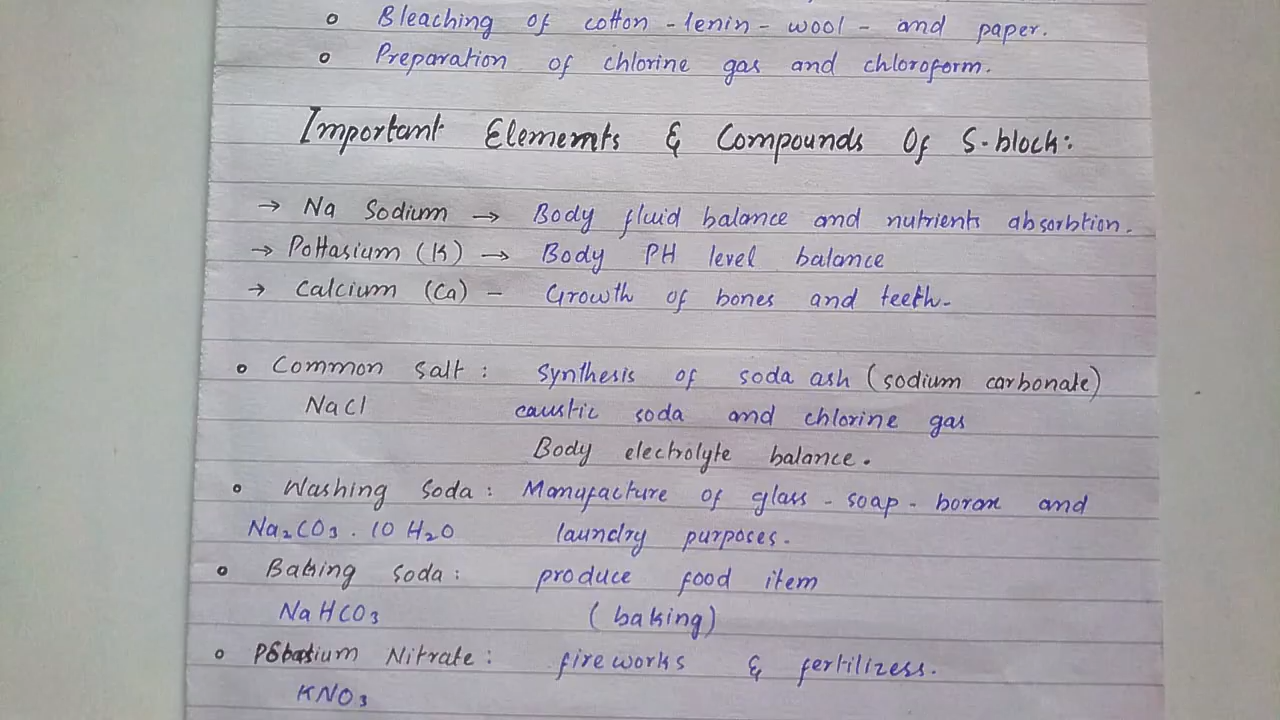 o Bleaching of cotton - lenin - wool - and paper.
o Preparation of chlorine gas and chloroform.
Important Elements & Compounds Of S-block:
→ Na Sodium → Body fluid balance and nutrients absorbtion.
→ Pottasium (K) → Body PH level balance
→ Calcium (Ca) - Growth of bones and teeth.
o Common salt : synthesis of soda ash (sodium carbonate)
NaCl caustic soda and chlorine gas
Body electrolyte balance.
o Washing soda : Manufacture of glass - soap - borax and
Na₂CO₃ . 10 H₂O laundry purposes.
o Baking soda : produce food item
NaHCO₃ (baking)
o Potassium Nitrate : fireworks & fertilizess.
KNO₃